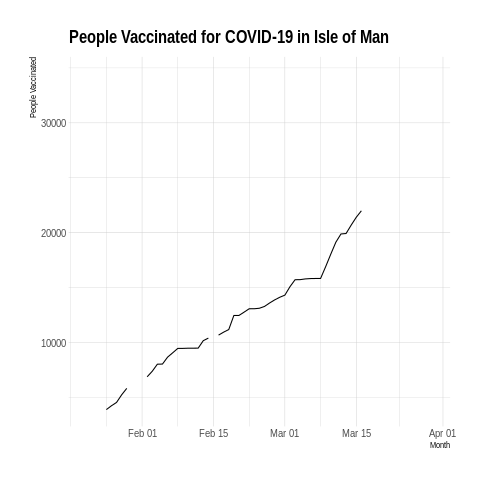 People Vaccinated for COVID-19 in Isle of Man
People Vaccinated
30000
20000
10000
Feb 01 Feb 15 Mar 01 Mar 15 Apr 01
Month